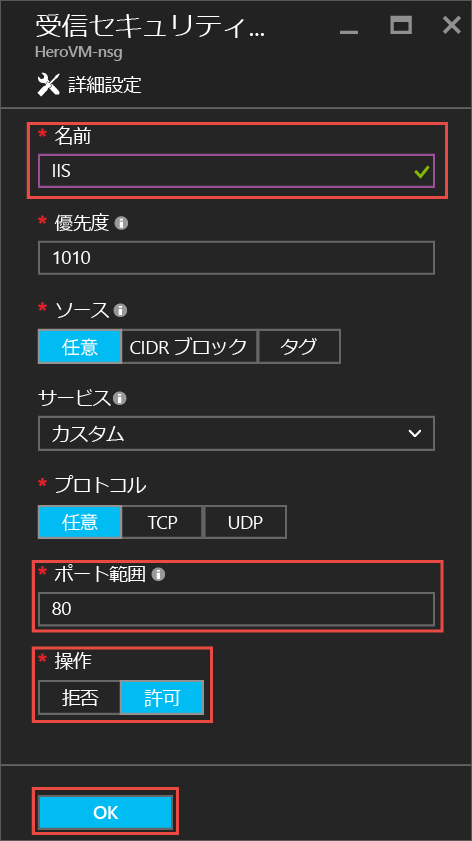 受信セキュリティ...
HeroVM-nsg
詳細設定
* 名前
IIS
* 優先度
1010
* ソース
任意 CIDR ブロック タグ
サービス
カスタム
* プロトコル
任意 TCP UDP
* ポート範囲
80
* 操作
拒否 許可
OK